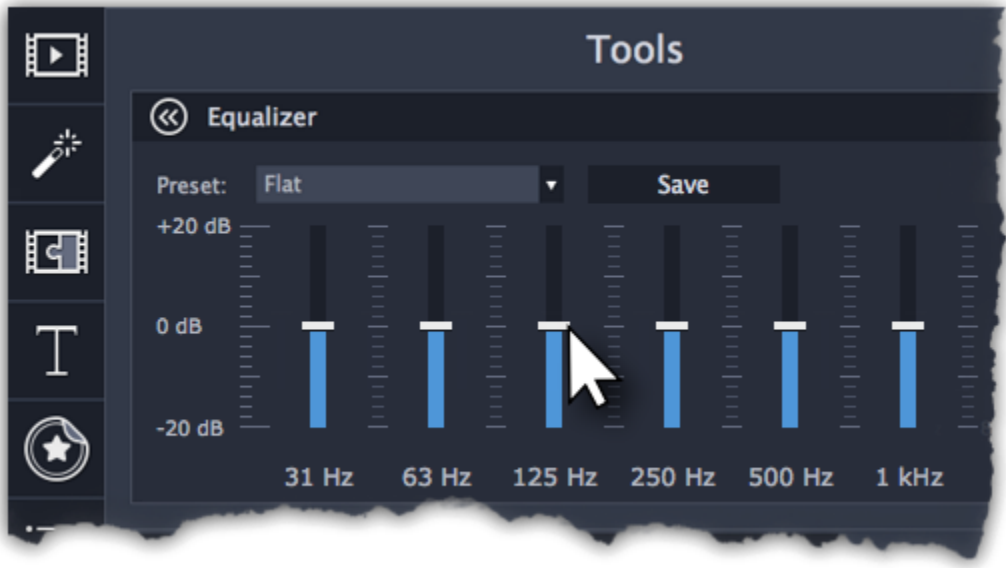 Tools
Equalizer
Preset: Flat Save
+20 dB
0 dB
-20 dB
31 Hz 63 Hz 125 Hz 250 Hz 500 Hz 1 kHz